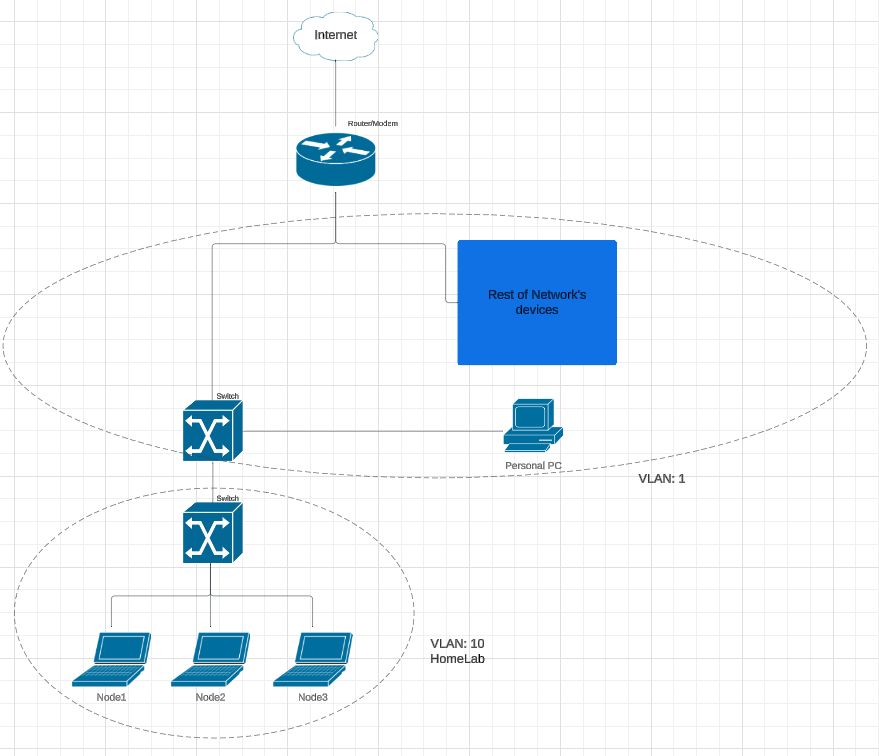 Internet
Router/Modem
Rest of Network's
devices
Switch
Personal PC
VLAN: 1
Switch
VLAN: 10
HomeLab
Node1
Node2
Node3